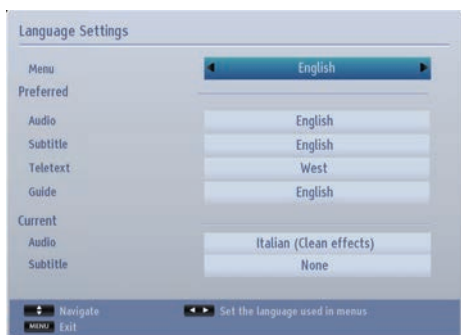 Language Settings
Menu English
Preferred
Audio English
Subtitle English
Teletext West
Guide English
Current
Audio Italian (Clean effects)
Subtitle None
Navigate Set the language used in menus
MENU Exit